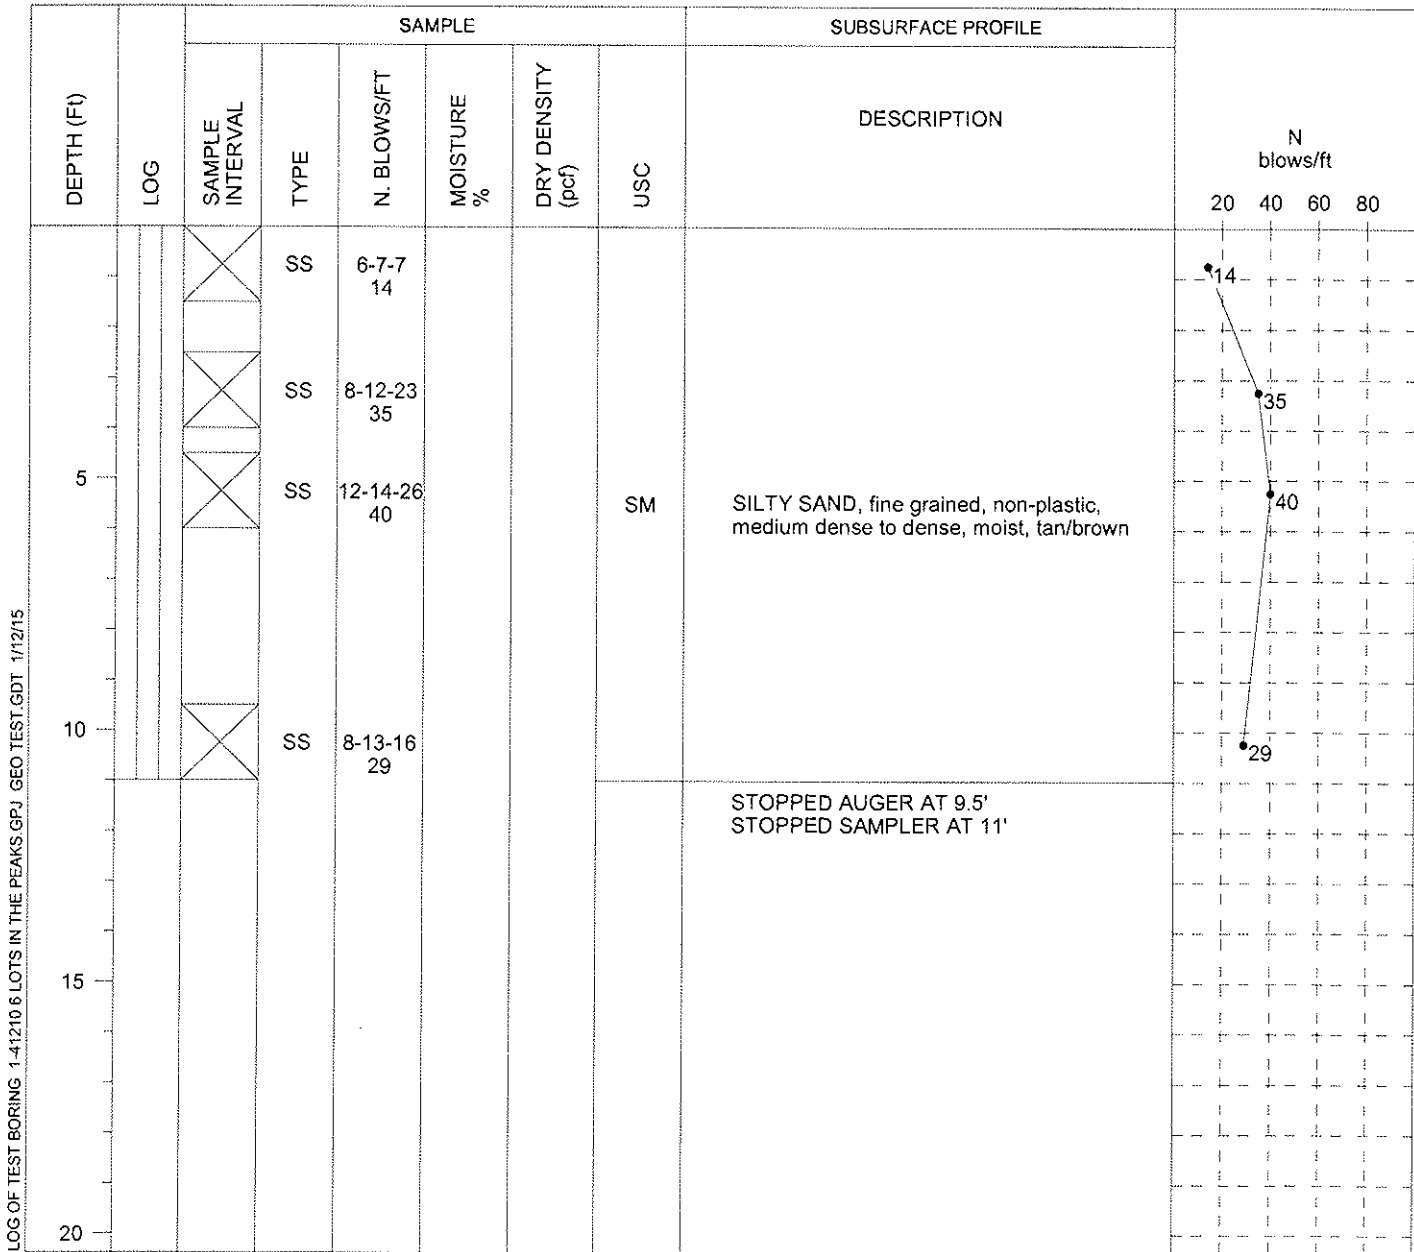 SAMPLE
SUBSURFACE PROFILE
DEPTH (Ft)
LOG
SAMPLE
INTERVAL
TYPE
N. BLOWS/FT
MOISTURE
%
DRY DENSITY
(pcf)
USC
DESCRIPTION
N
blows/ft
20 40 60 80
SS 6-7-7
14
14
SS 8-12-23
35
35
5
SS 12-14-26
40
SM
SILTY SAND, fine grained, non-plastic,
medium dense to dense, moist, tan/brown
40
10
SS 8-13-16
29
29
STOPPED AUGER AT 9.5'
STOPPED SAMPLER AT 11'
15
20
LOG OF TEST BORING 1-41210 6 LOTS IN THE PEAKS.GPJ GEO TEST.GDT 1/12/15